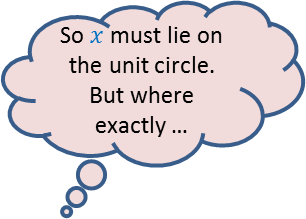 So x must lie on
the unit circle.
But where
exactly ...